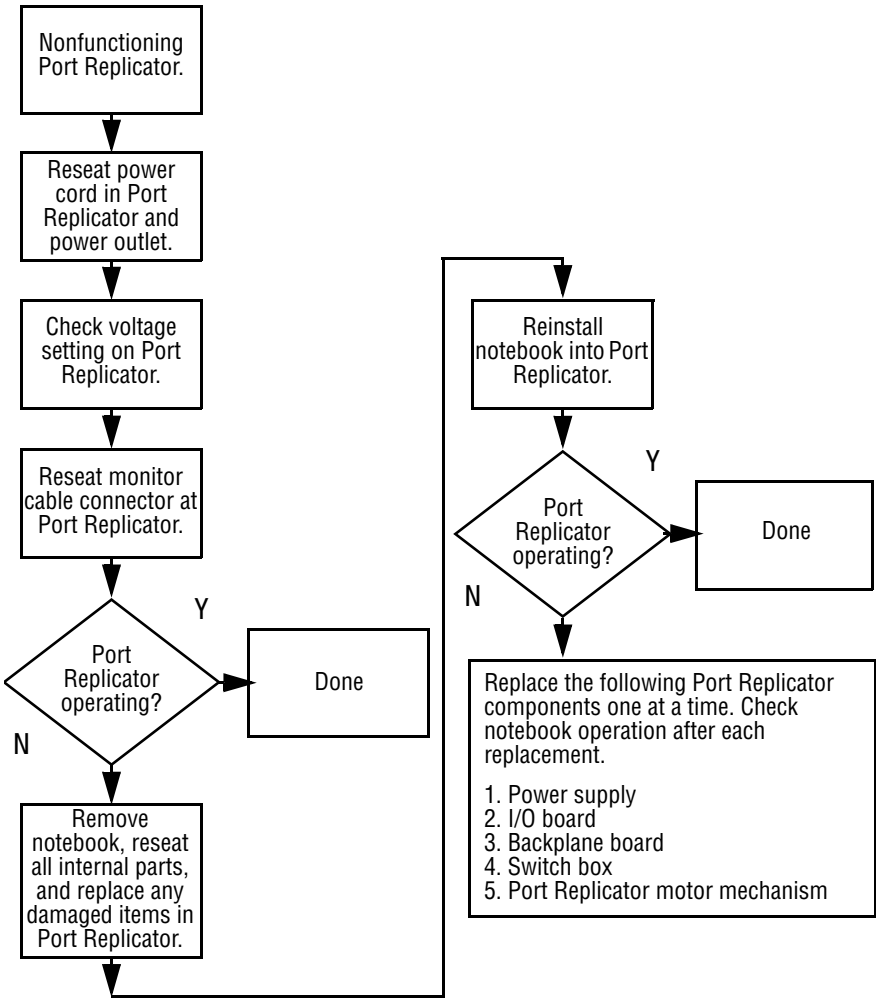 Nonfunctioning
Port Replicator.
Reseat power
cord in Port
Replicator and
power outlet.
Check voltage
setting on Port
Replicator.
Reseat monitor
cable connector at
Port Replicator.
Port
Replicator
operating?
Y
Done
N
Remove
notebook, reseat
all internal parts,
and replace any
damaged items in
Port Replicator.
Reinstall
notebook into Port
Replicator.
Port
Replicator
operating?
Y
Done
N
Replace the following Port Replicator
components one at a time. Check
notebook operation after each
replacement.
1. Power supply
2. I/O board
3. Backplane board
4. Switch box
5. Port Replicator motor mechanism